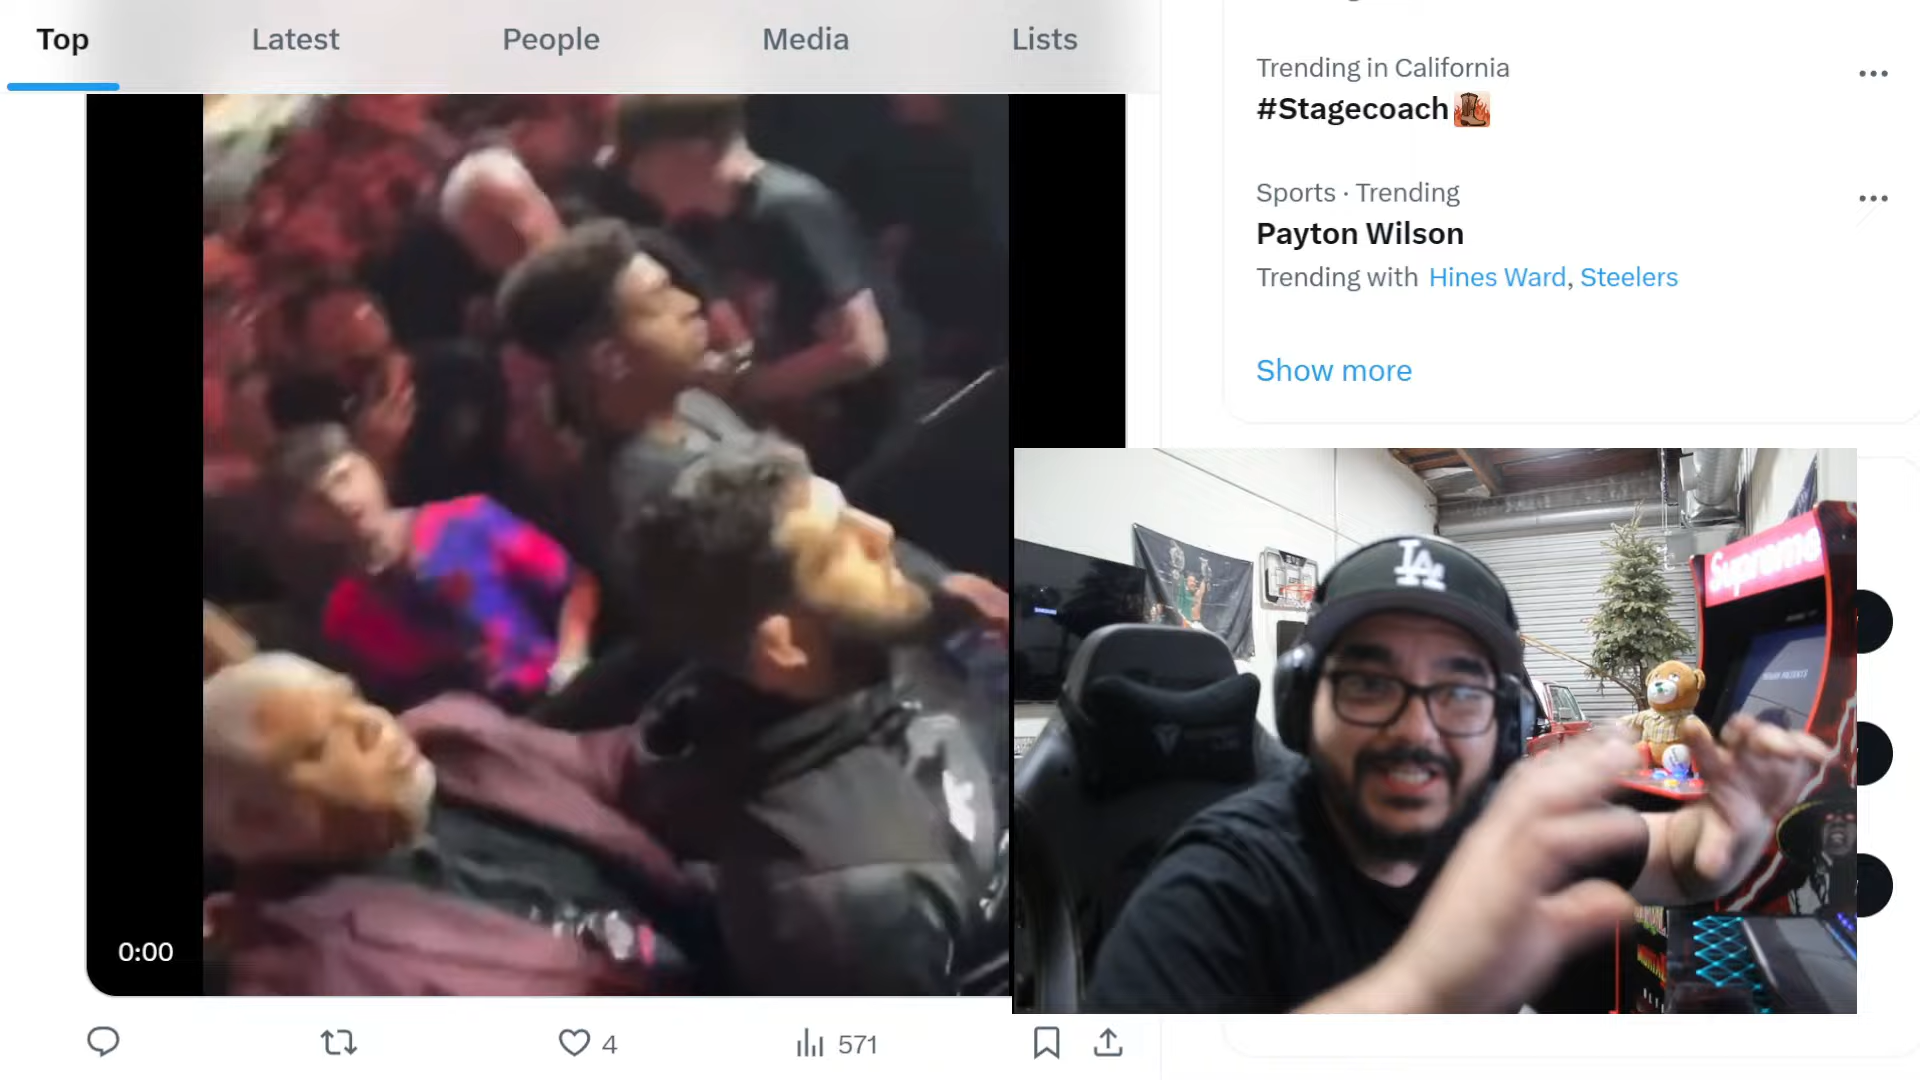 Top
Latest
People
Media
Lists
Trending in California
#Stagecoach
Sports · Trending
Payton Wilson
Trending with Hines Ward, Steelers
Show more
LA
Supreme
0:00
4
571